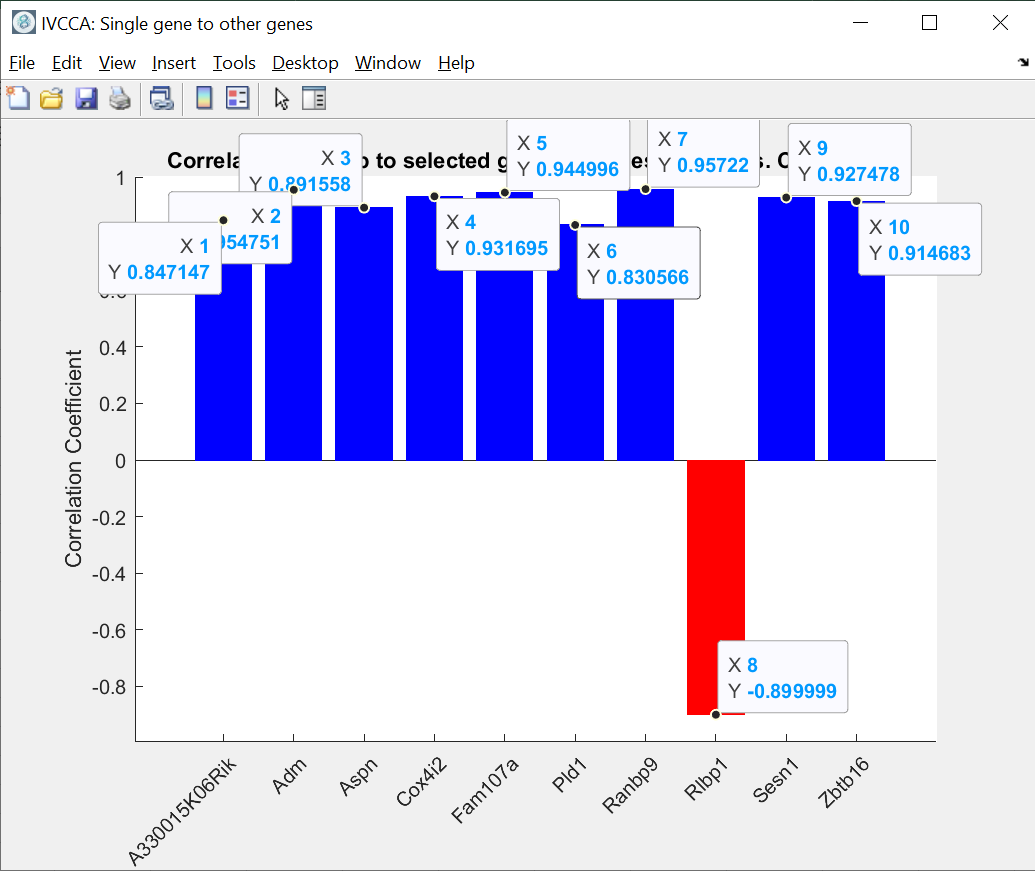 IVCCA: Single gene to other genes
File Edit View Insert Tools Desktop Window Help
to selected
X 1
Y 0.847147
X 2
954751
X 3
Y 0.891558
X 4
Y 0.931695
X 5
Y 0.944996
X 6
Y 0.830566
X 7
Y 0.95722
X 8
Y -0.899999
X 9
Y 0.927478
X 10
Y 0.914683
1
0.4
0.2
0
-0.2
-0.4
-0.6
-0.8
Correlation Coefficient
A330015K06Rik
Adm
Aspn
Cox4i2
Fam107a
Pld1
Ranbp9
Rlbp1
Sesn1
Zbtb16